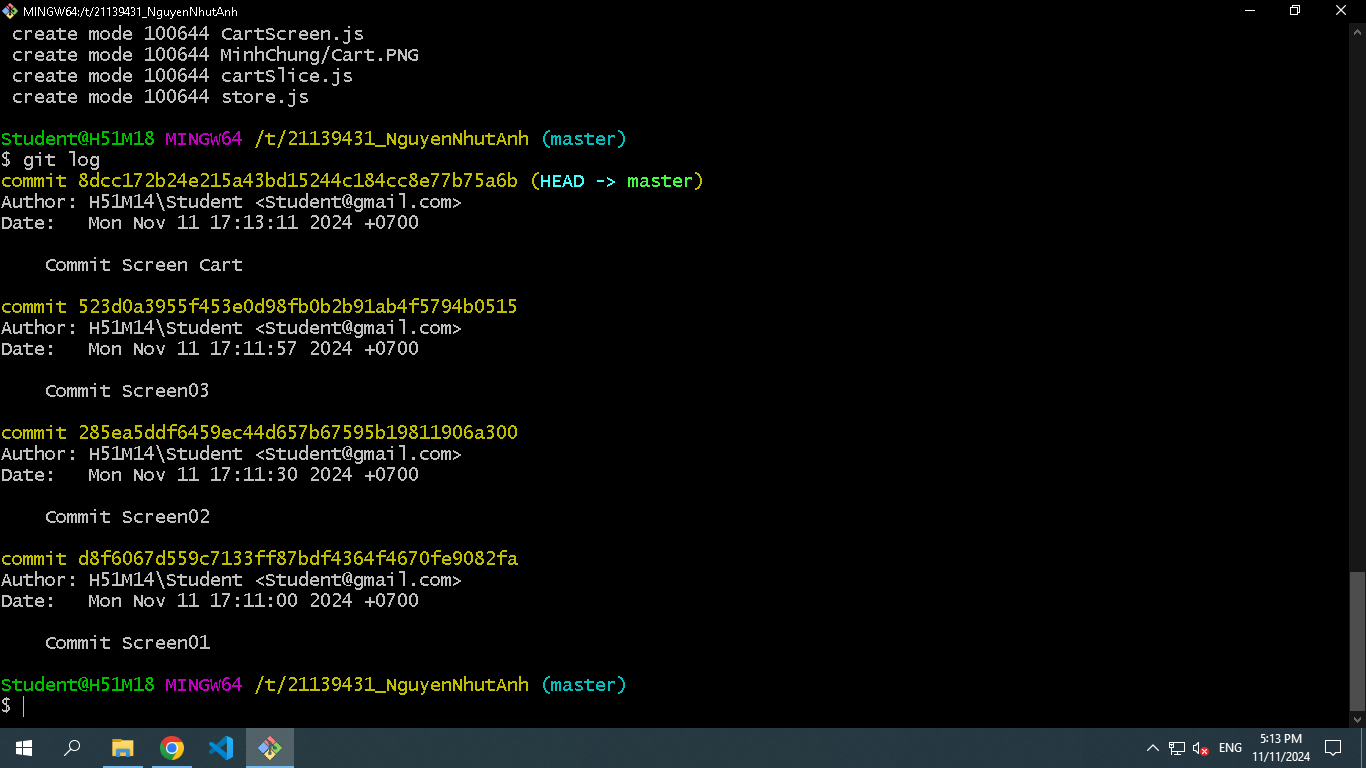 MINGW64:/t/21139431_NguyenNhutAnh
create mode 100644 CartScreen.js
create mode 100644 MinhChung/Cart.PNG
create mode 100644 cartSlice.js
create mode 100644 store.js
Student@H51M18 MINGW64 /t/21139431_NguyenNhutAnh (master)
$ git log
commit 8dcc172b24e215a43bd15244c184cc8e77b75a6b (HEAD -> master)
Author: H51M14\Student <Student@gmail.com>
Date:   Mon Nov 11 17:13:11 2024 +0700
Commit Screen Cart
commit 523d0a3955f453e0d98fb0b2b91ab4f5794b0515
Author: H51M14\Student <Student@gmail.com>
Date:   Mon Nov 11 17:11:57 2024 +0700
Commit Screen03
commit 285ea5ddf6459ec44d657b67595b19811906a300
Author: H51M14\Student <Student@gmail.com>
Date:   Mon Nov 11 17:11:30 2024 +0700
Commit Screen02
commit d8f6067d559c7133ff87bdf4364f4670fe9082fa
Author: H51M14\Student <Student@gmail.com>
Date:   Mon Nov 11 17:11:00 2024 +0700
Commit Screen01
Student@H51M18 MINGW64 /t/21139431_NguyenNhutAnh (master)
$
ENG
5:13 PM
11/11/2024